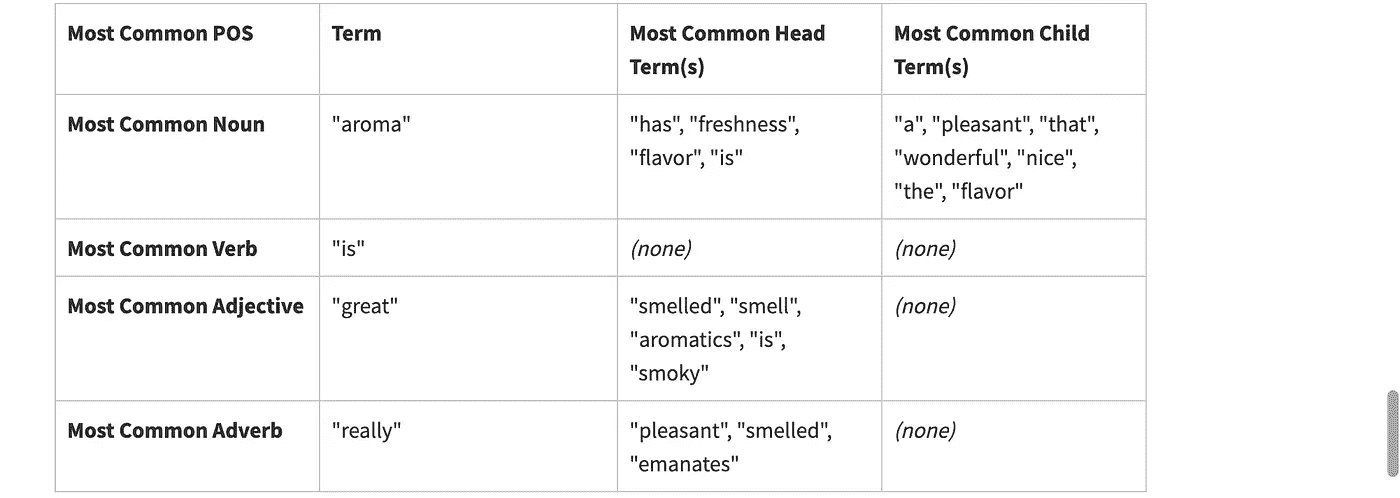 Most Common POS Term Most Common Head Most Common Child
Term(s) Term(s)
Most Common Noun "aroma" "has", "freshness", "a", "pleasant", "that",
"flavor", "is" "wonderful", "nice",
"the", "flavor"
Most Common Verb "is" (none) (none)
Most Common Adjective "great" "smelled", "smell", (none)
"aromatics", "is",
"smoky"
Most Common Adverb "really" "pleasant", "smelled", (none)
"emanates"